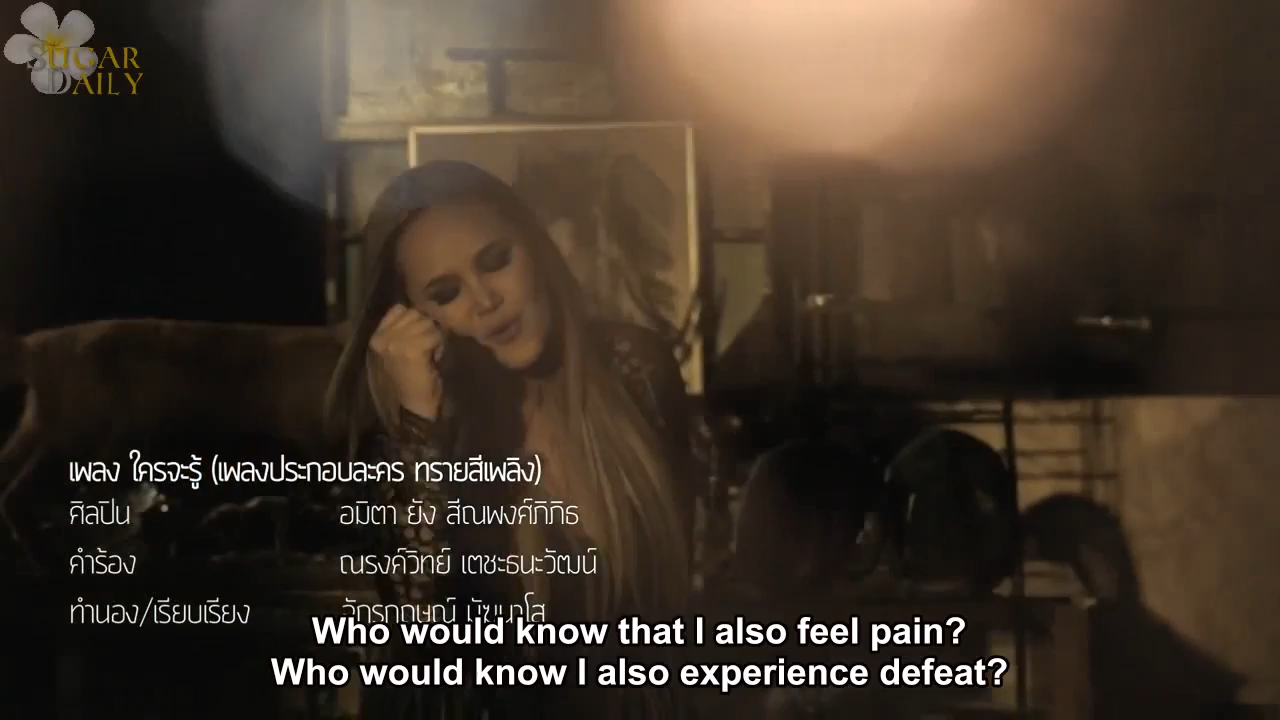 SUGAR
DAILY
เพลง ใครจะรู้ (เพลงประกอบละคร ทรายสีเพลิง)
ศิลปิน อมิตา ยัง สีณพงศ์ภิภิธ
คำร้อง ณรงค์วิทย์ เตชะธนะวัฒน์
ทำนอง/เรียบเรียง
Who would know that I also feel pain?
Who would know I also experience defeat?